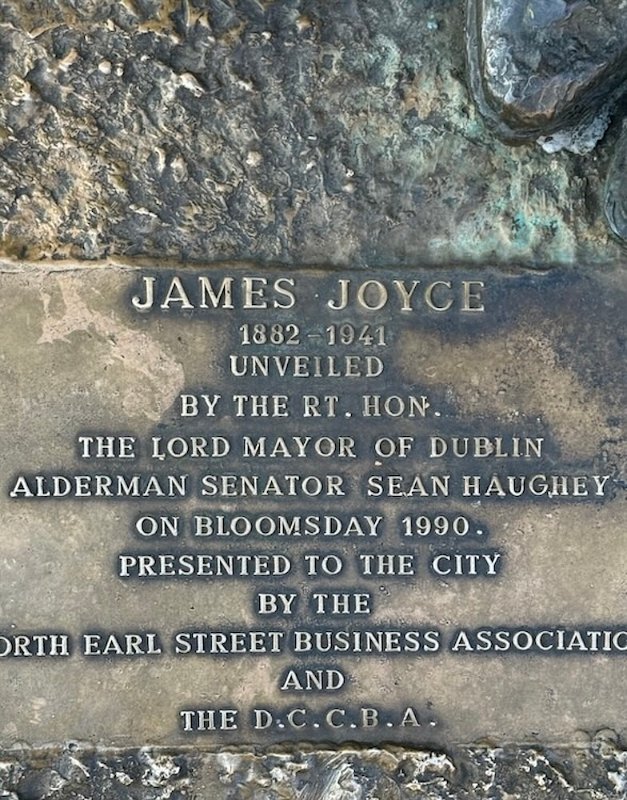 JAMES JOYCE
1882-1941
UNVEILED
BY THE RT. HON.
THE LORD MAYOR OF DUBLIN
ALDERMAN SENATOR SEAN HAUGHEY
ON BLOOMSDAY 1990.
PRESENTED TO THE CITY
BY THE
ORTH EARL STREET BUSINESS ASSOCIATIO
AND
THE D.C.C.B.A.